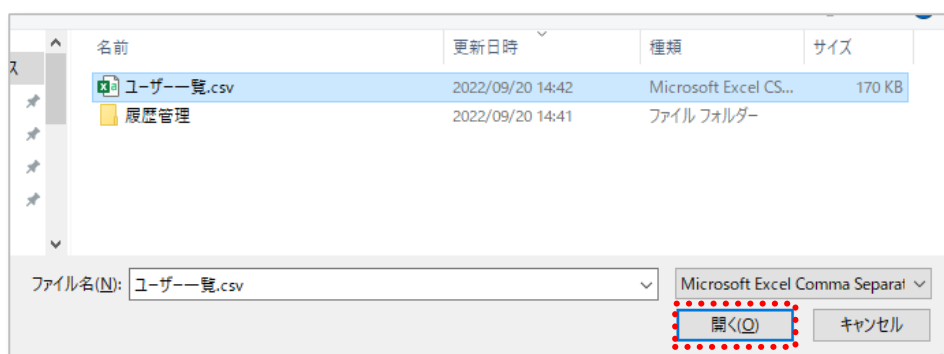 名前 更新日時 種類 サイズ
ス
ユーザー一覧.csv 2022/09/20 14:42 Microsoft Excel CS... 170 KB
履歴管理 2022/09/20 14:41 ファイル フォルダー
ファイル名(N): ユーザー一覧.csv Microsoft Excel Comma Separat
開く(O) キャンセル